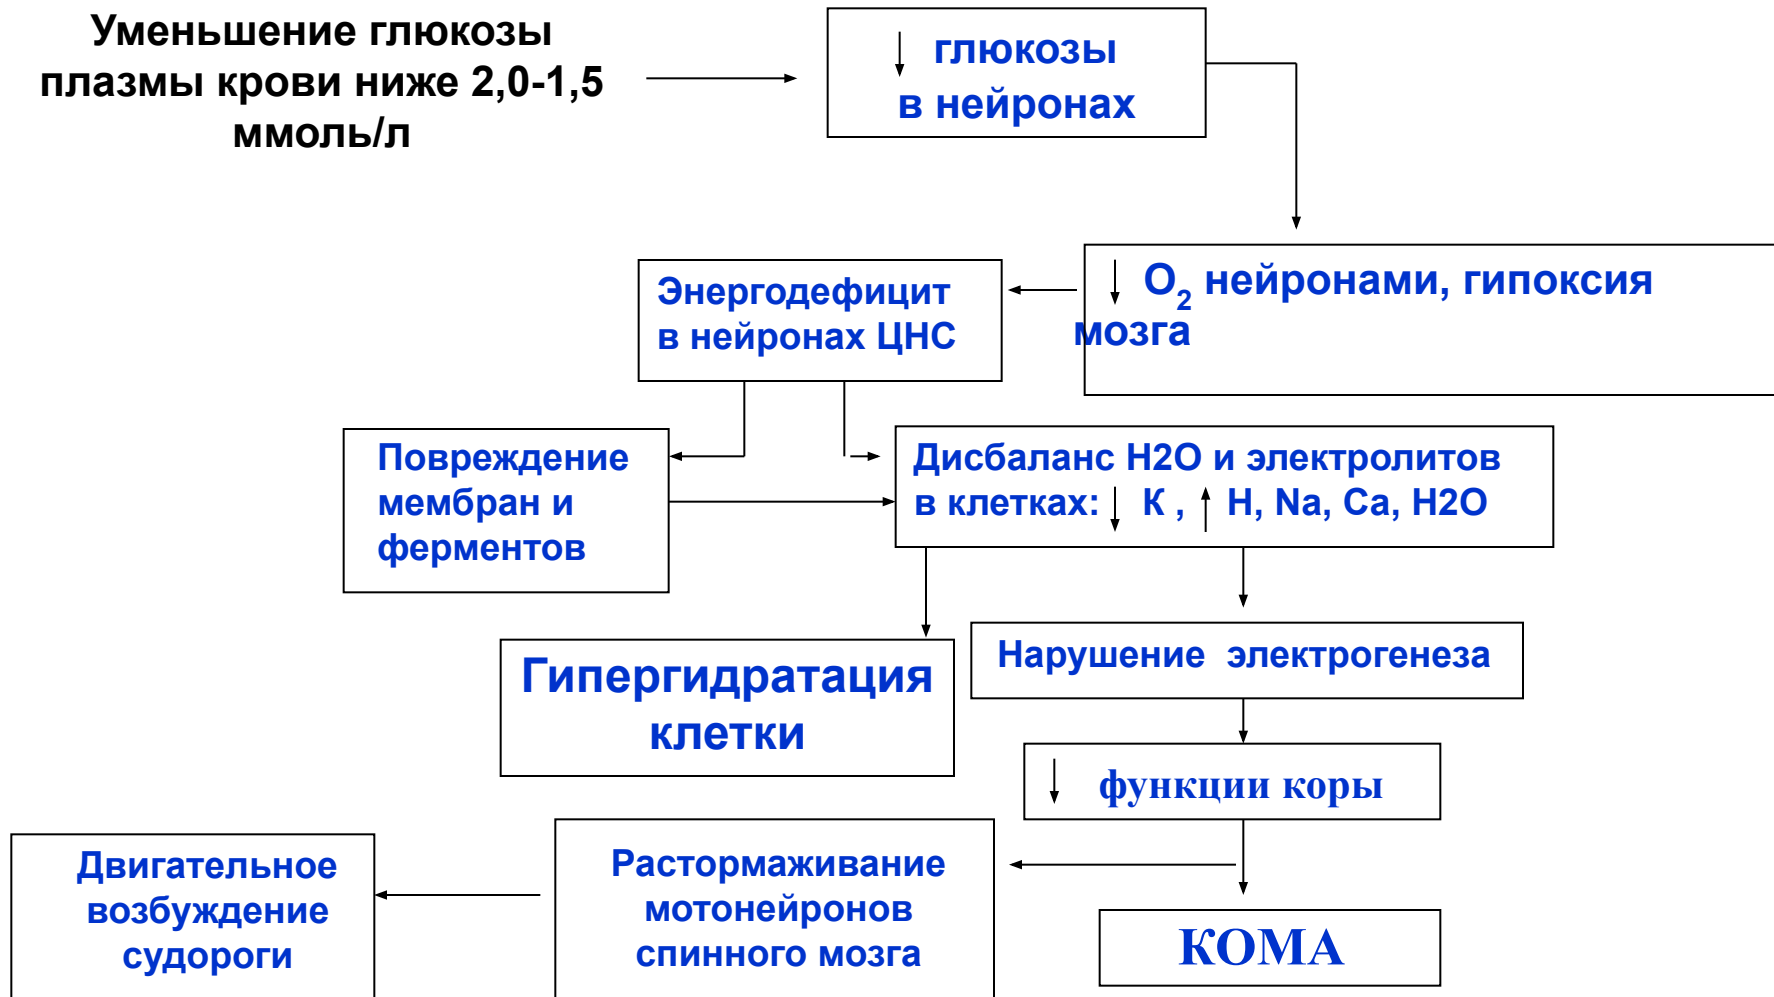 Уменьшение глюкозы
плазмы крови ниже 2,0-1,5
ммоль/л
↓ глюкозы
в нейронах
↓ O₂ нейронами, гипоксия
мозга
Энергодефицит
в нейронах ЦНС
Повреждение
мембран и
ферментов
Дисбаланс Н2О и электролитов
в клетках: ↓ К , ↑ Н, Na, Ca, H2O
Гипергидратация
клетки
Нарушение электрогенеза
↓ функции коры
Двигательное
возбуждение
судороги
Растормаживание
мотонейронов
спинного мозга
КОМА